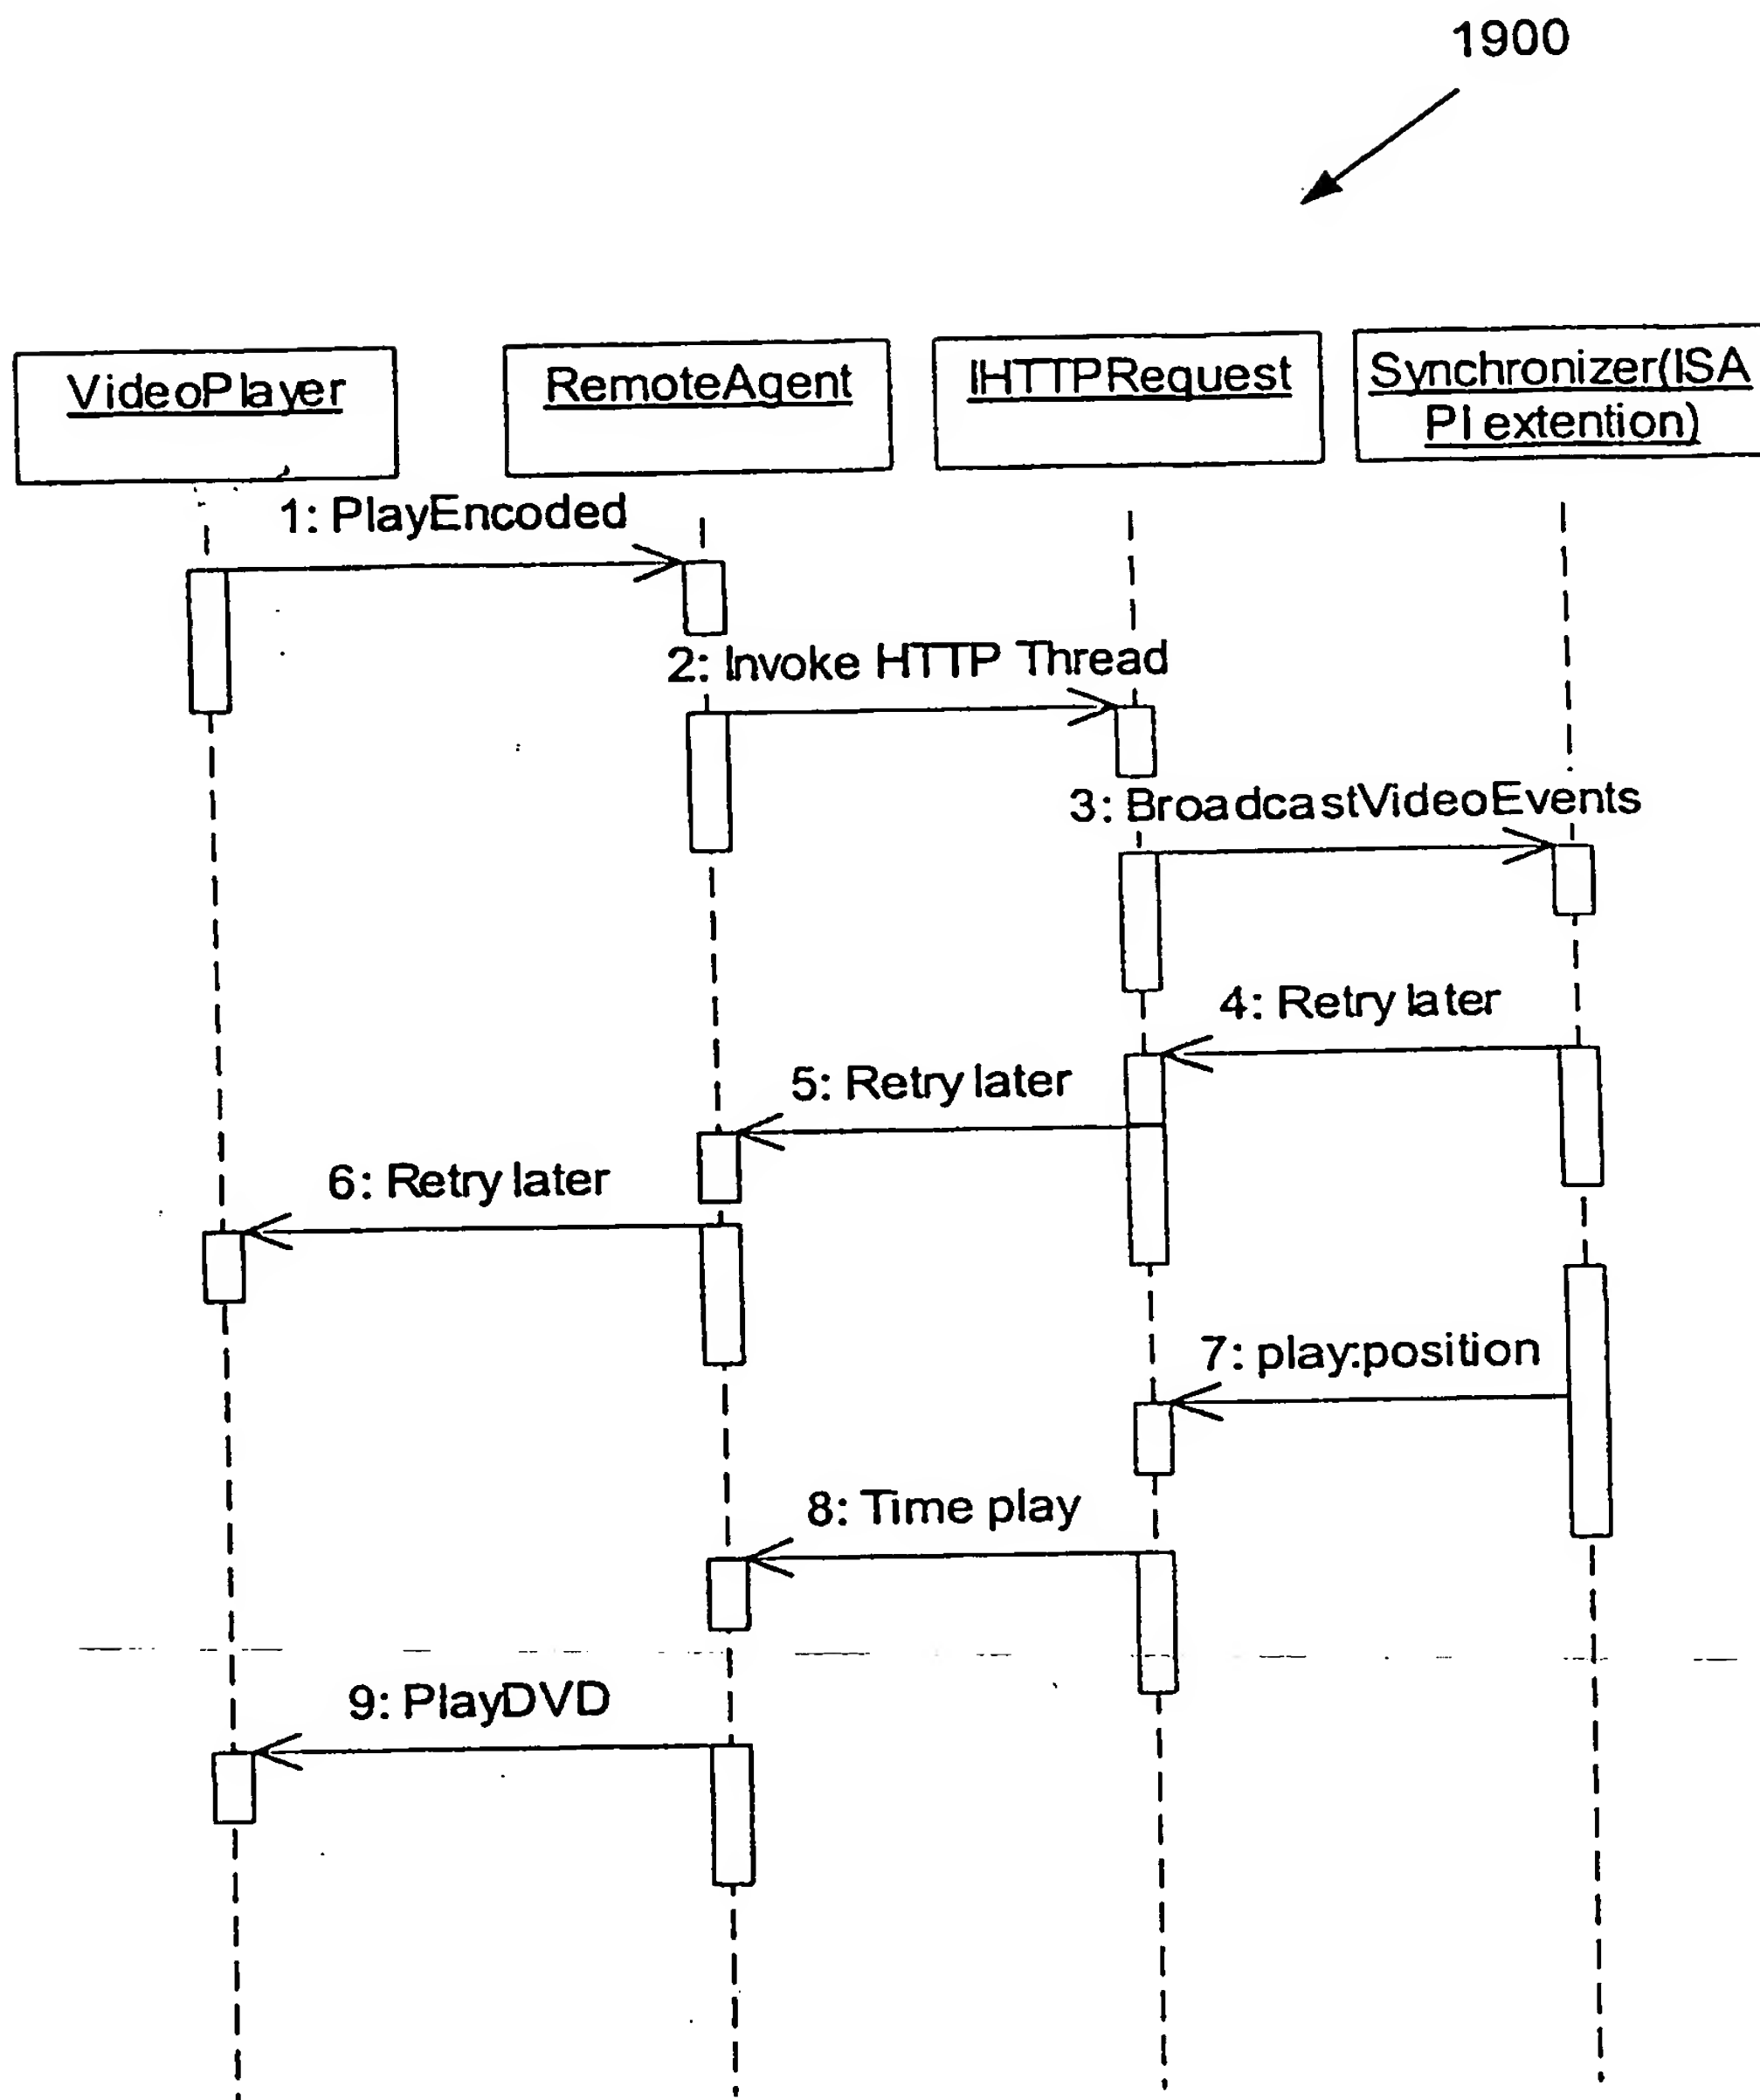 1900
VideoPlayer
RemoteAgent
IHTTPRequest
Synchronizer(ISA
PI extention)
1: PlayEncoded
2: Invoke HTTP Thread
3: BroadcastVideoEvents
4: Retry later
5: Retry later
6: Retry later
7: play:position
8: Time play
9: PlayDVD